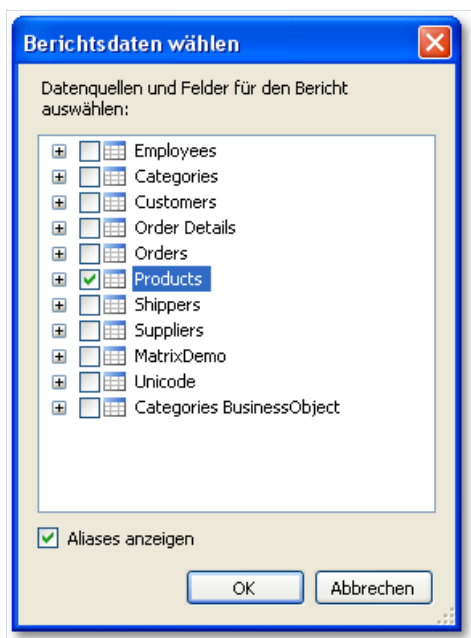 Berichtsdaten wählen
Datenquellen und Felder für den Bericht
auswählen:
Employees
Categories
Customers
Order Details
Orders
Products
Shippers
Suppliers
MatrixDemo
Unicode
Categories BusinessObject
Aliases anzeigen
OK Abbrechen